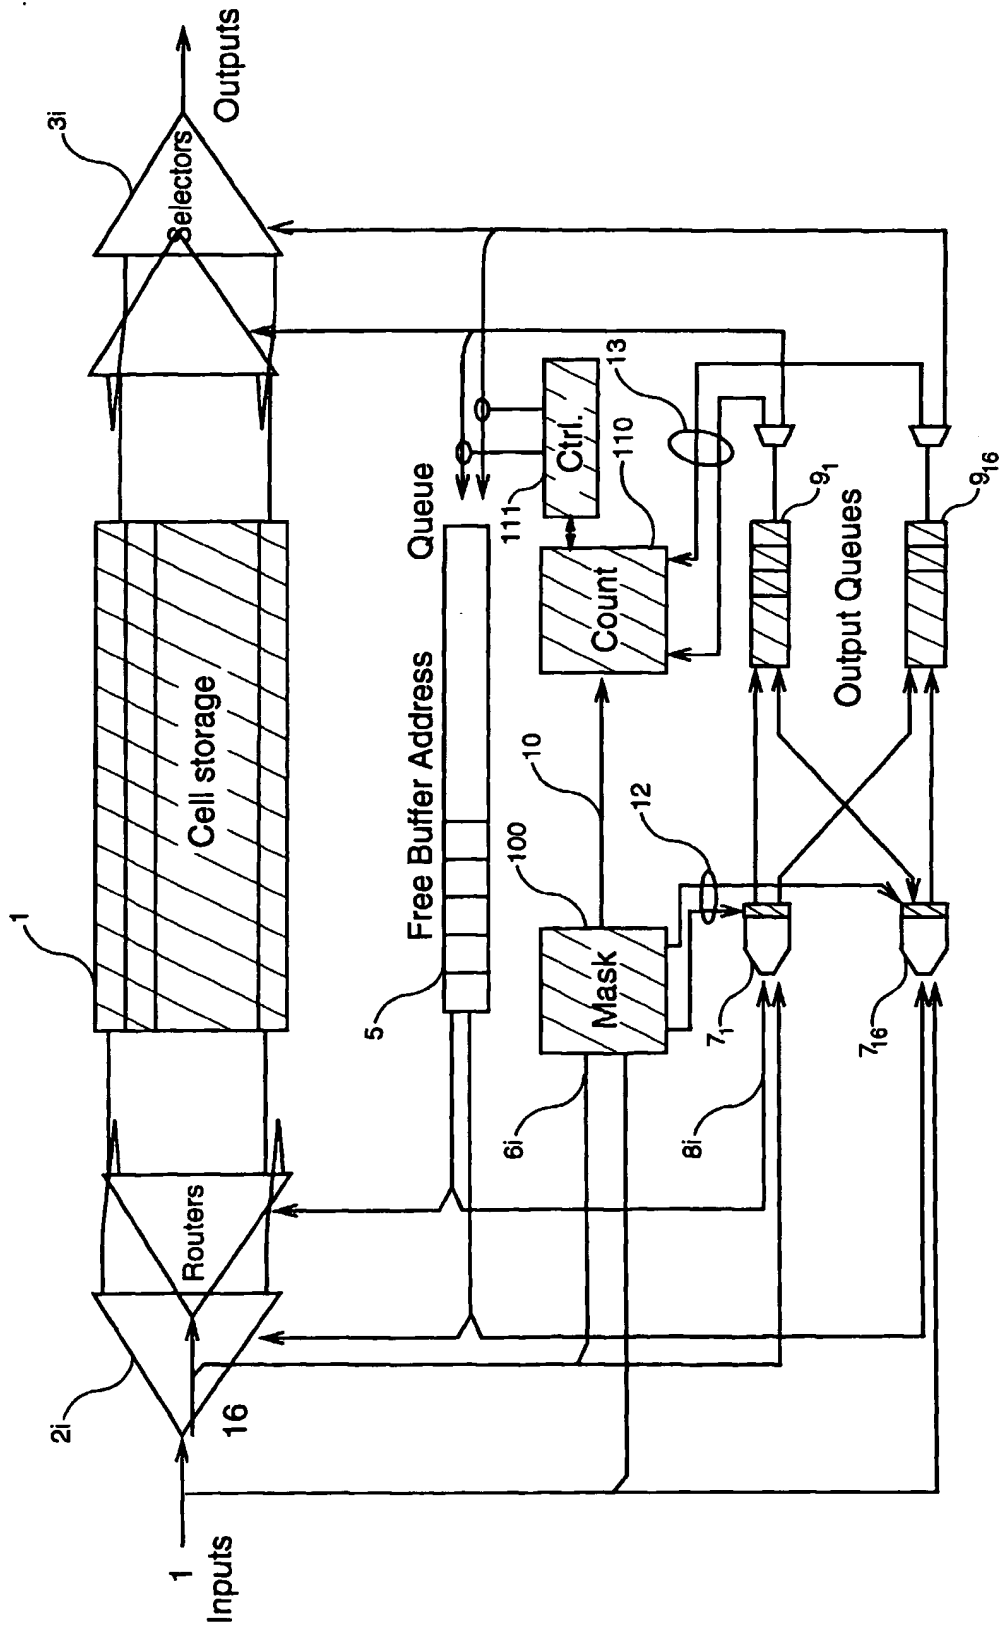 1
2i
Routers
16
1
Inputs
Cell storage
3i
Selectors
Outputs
5
Free Buffer Address Queue
6i
Mask
100
10
Count
110
111
Ctrl.
13
12
8i
7₁
7₁₆
9₁
9₁₆
Output Queues